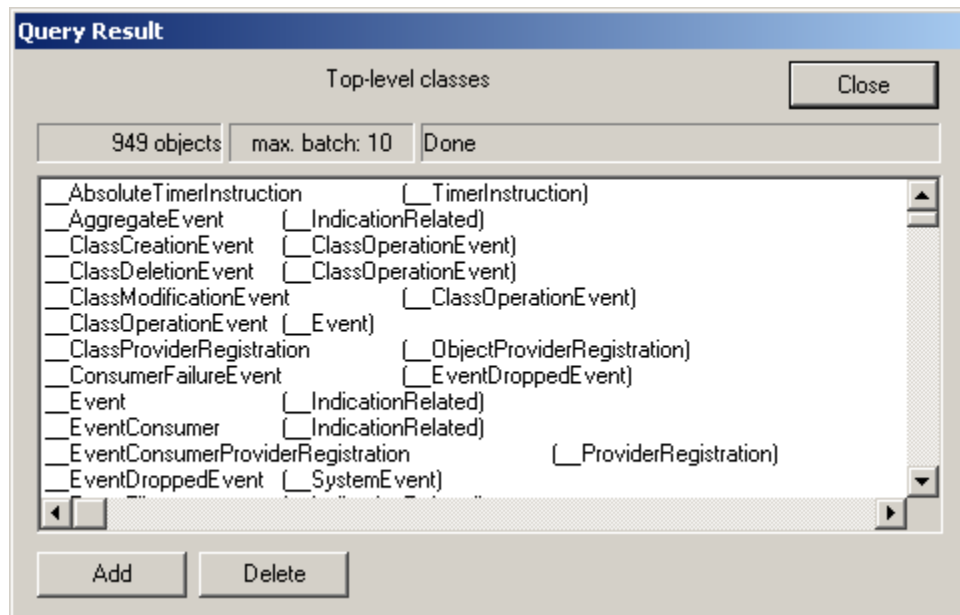 Query Result
Top-level classes
Close
949 objects
max. batch: 10
Done
__AbsoluteTimerInstruction (__TimerInstruction)
__AggregateEvent (__IndicationRelated)
__ClassCreationEvent (__ClassOperationEvent)
__ClassDeletionEvent (__ClassOperationEvent)
__ClassModificationEvent (__ClassOperationEvent)
__ClassOperationEvent (__Event)
__ClassProviderRegistration (__ObjectProviderRegistration)
__ConsumerFailureEvent (__EventDroppedEvent)
__Event (__IndicationRelated)
__EventConsumer (__IndicationRelated)
__EventConsumerProviderRegistration (__ProviderRegistration)
__EventDroppedEvent (__SystemEvent)
Add
Delete